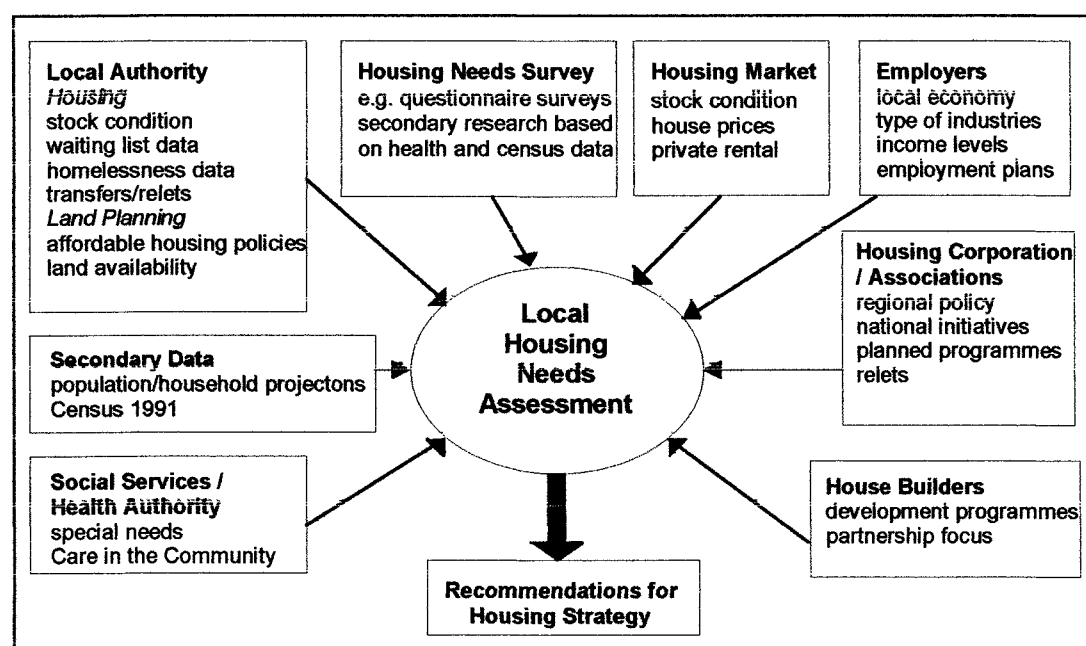 Local Authority
Housing
stock condition
waiting list data
homelessness data
transfers/relets
Land Planning
affordable housing policies
land availability
Housing Needs Survey
e.g. questionnaire surveys
secondary research based
on health and census data
Housing Market
stock condition
house prices
private rental
Employers
local economy
type of industries
income levels
employment plans
Housing Corporation
/ Associations
regional policy
national initiatives
planned programmes
relets
Local
Housing
Needs
Assessment
Secondary Data
population/household projectons
Census 1991
Social Services /
Health Authority
special needs
Care in the Community
House Builders
development programmes
partnership focus
Recommendations for
Housing Strategy